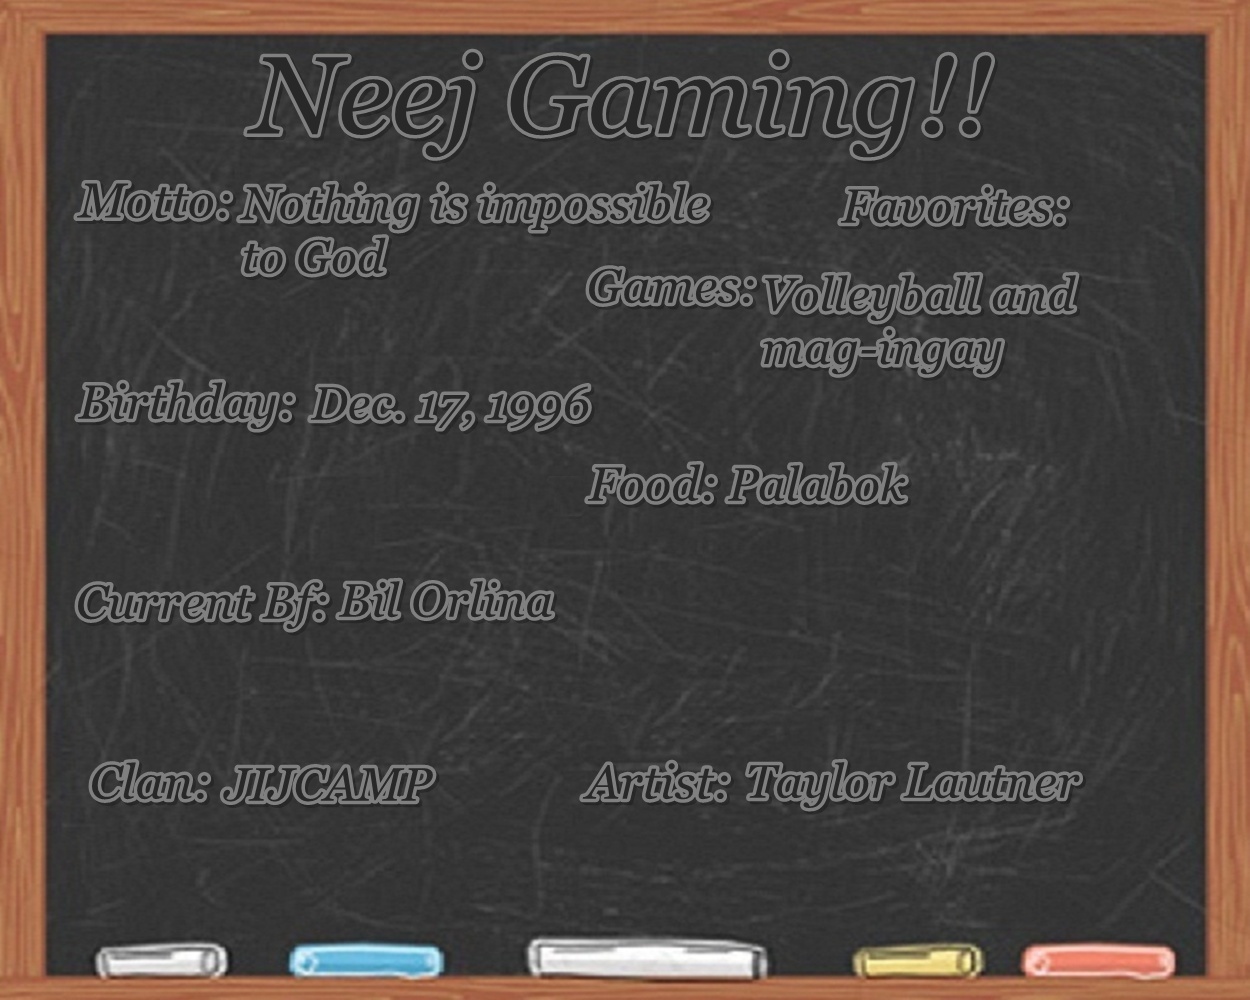 Neej Gaming!!
Motto: Nothing is impossible
to God
Birthday: Dec. 17, 1996
Current Bf: Bil Orlina
Clan: JIJCAMP
Favorites:
Games: Volleyball and
mag-ingay
Food: Palabok
Artist: Taylor Lautner